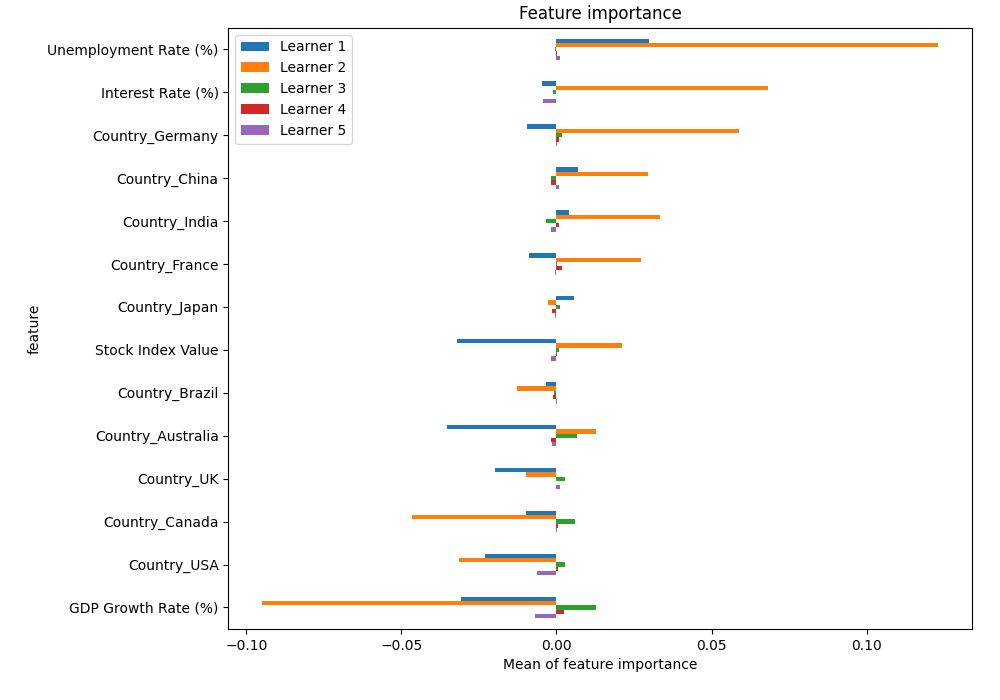 Feature importance
Learner 1
Learner 2
Learner 3
Learner 4
Learner 5
Unemployment Rate (%)
Interest Rate (%)
Country_Germany
Country_China
Country_India
Country_France
Country_Japan
Stock Index Value
Country_Brazil
Country_Australia
Country_UK
Country_Canada
Country_USA
GDP Growth Rate (%)
feature
−0.10 −0.05 0.00 0.05 0.10
Mean of feature importance